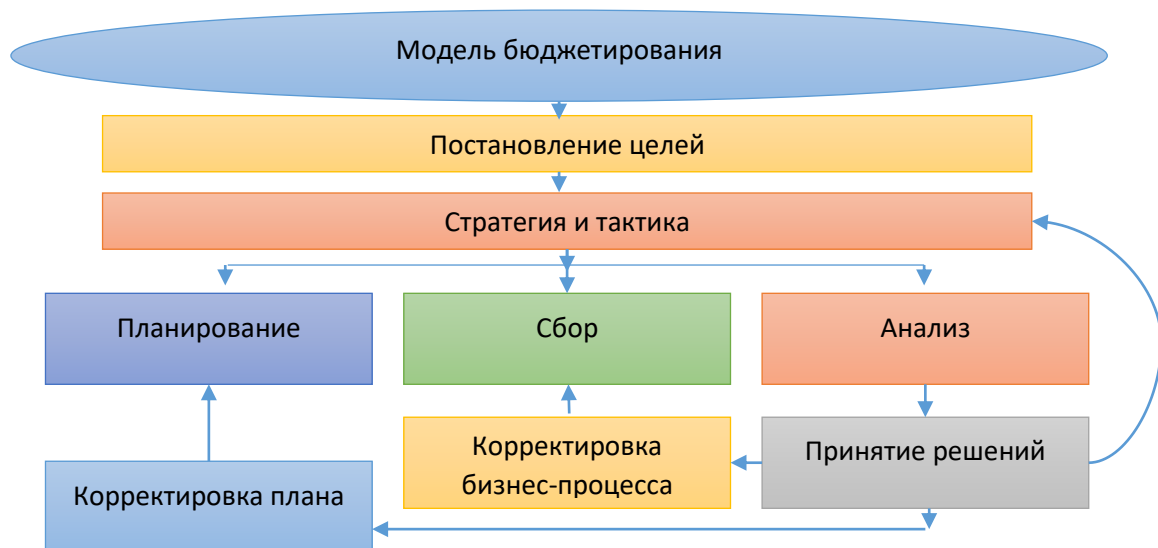 Модель бюджетирования
Постановление целей
Стратегия и тактика
Планирование
Сбор
Анализ
Корректировка
бизнес-процесса
Принятие решений
Корректировка плана